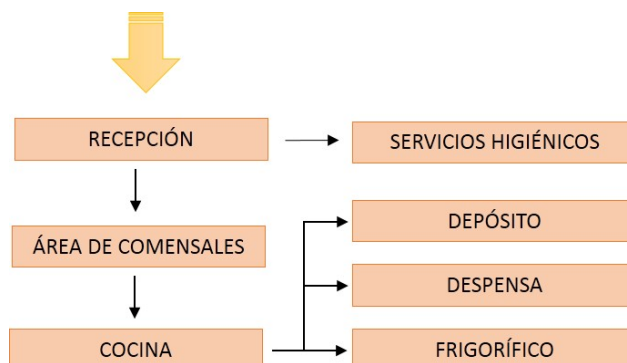 RECEPCIÓN
SERVICIOS HIGIÉNICOS
ÁREA DE COMENSALES
DEPÓSITO
DESPENSA
COCINA
FRIGORÍFICO